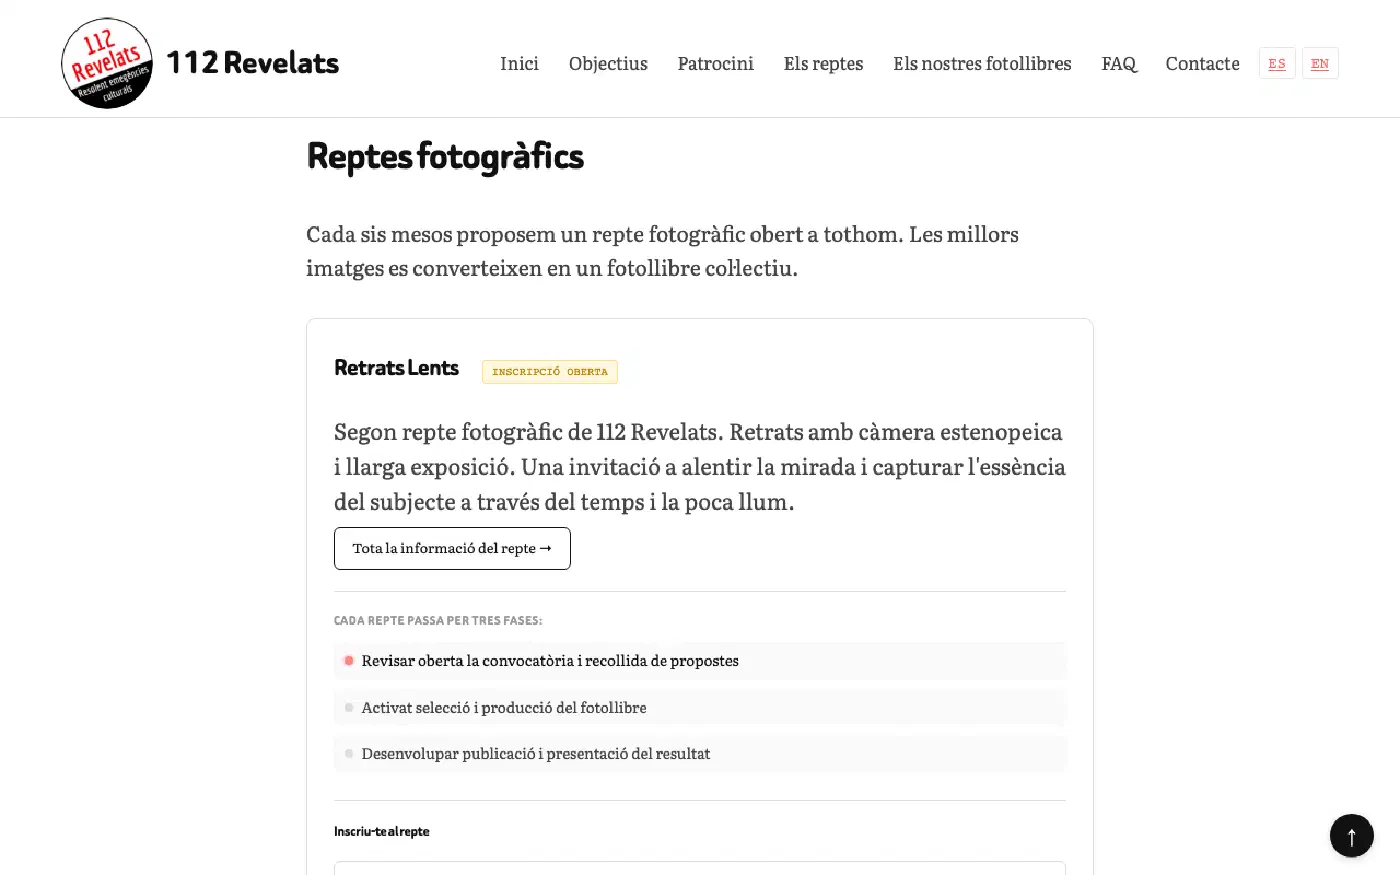 112
Revelats
Resolent emegències
culturals
112 Revelats
Inici
Objectius
Patrocini
Els reptes
Els nostres fotollibres
FAQ
Contacte
ES
EN
Reptes fotogràfics
Cada sis mesos proposem un repte fotogràfic obert a tothom. Les millors
imatges es converteixen en un fotollibre col·lectiu.
Retrats Lents
INSCRIPCIÓ OBERTA
Segon repte fotogràfic de 112 Revelats. Retrats amb càmera estenopeica
i llarga exposició. Una invitació a alentir la mirada i capturar l'essència
del subjecte a través del temps i la poca llum.
Tota la informació del repte →
CADA REPTE PASSA PER TRES FASES:
Revisar oberta la convocatòria i recollida de propostes
Activat selecció i producció del fotollibre
Desenvolupar publicació i presentació del resultat
Inscriu-te al repte
↑